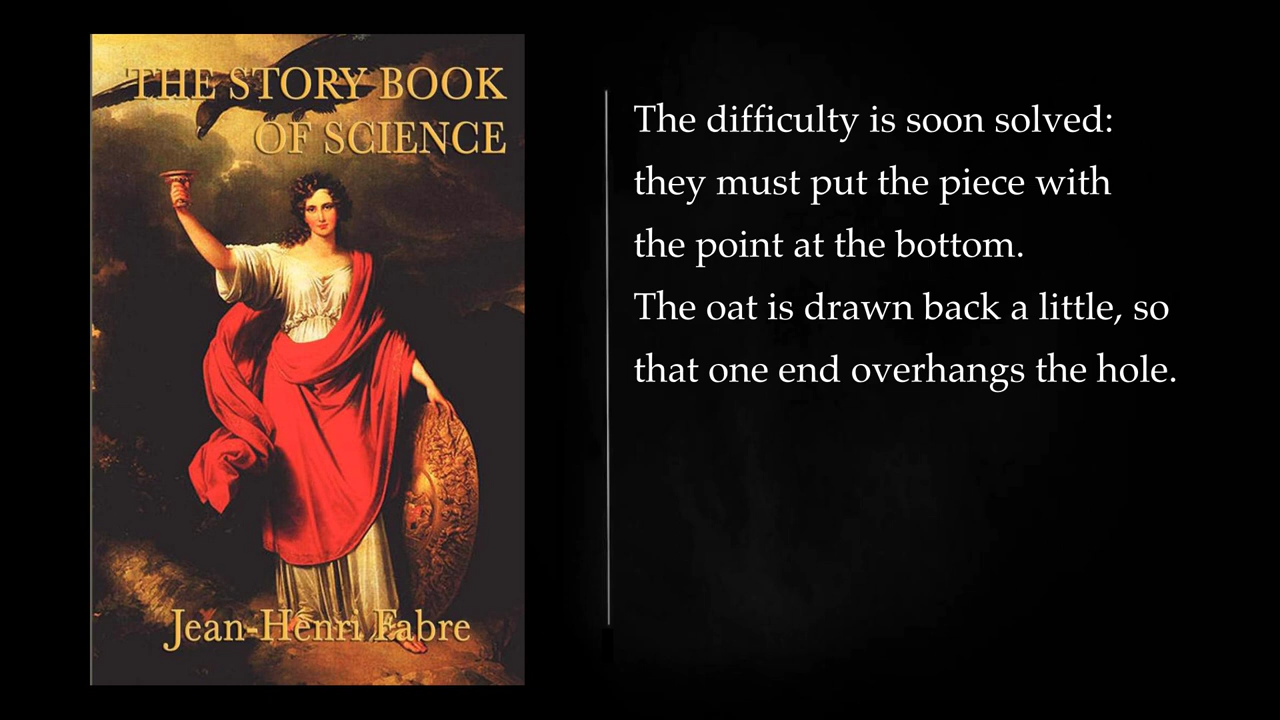 THE STORY BOOK
OF SCIENCE
Jean-Henri Fabre
The difficulty is soon solved:
they must put the piece with
the point at the bottom.
The oat is drawn back a little, so
that one end overhangs the hole.